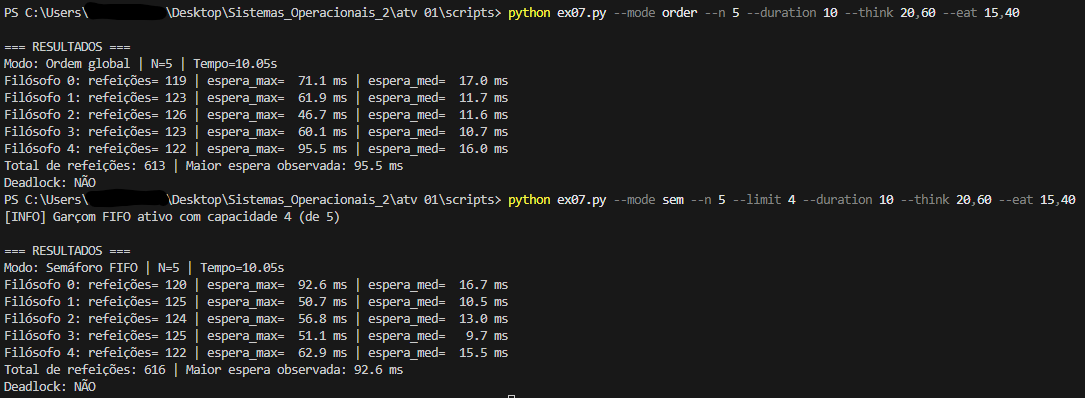 PS C:\Users\ \Desktop\Sistemas_Operacionais_2\atv 01\scripts> python ex07.py --mode order --n 5 --duration 10 --think 20,60 --eat 15,40
=== RESULTADOS ===
Modo: Ordem global | N=5 | Tempo=10.05s
Filósofo 0: refeições= 119 | espera_max=  71.1 ms | espera_med=  17.0 ms
Filósofo 1: refeições= 123 | espera_max=  61.9 ms | espera_med=  11.7 ms
Filósofo 2: refeições= 126 | espera_max=  46.7 ms | espera_med=  11.6 ms
Filósofo 3: refeições= 123 | espera_max=  60.1 ms | espera_med=  10.7 ms
Filósofo 4: refeições= 122 | espera_max=  95.5 ms | espera_med=  16.0 ms
Total de refeições: 613 | Maior espera observada: 95.5 ms
Deadlock: NÃO
PS C:\Users\ \Desktop\Sistemas_Operacionais_2\atv 01\scripts> python ex07.py --mode sem --n 5 --limit 4 --duration 10 --think 20,60 --eat 15,40
[INFO] Garçom FIFO ativo com capacidade 4 (de 5)
=== RESULTADOS ===
Modo: Semáforo FIFO | N=5 | Tempo=10.05s
Filósofo 0: refeições= 120 | espera_max=  92.6 ms | espera_med=  16.7 ms
Filósofo 1: refeições= 125 | espera_max=  50.7 ms | espera_med=  10.5 ms
Filósofo 2: refeições= 124 | espera_max=  56.8 ms | espera_med=  13.0 ms
Filósofo 3: refeições= 125 | espera_max=  51.1 ms | espera_med=   9.7 ms
Filósofo 4: refeições= 122 | espera_max=  62.9 ms | espera_med=  15.5 ms
Total de refeições: 616 | Maior espera observada: 92.6 ms
Deadlock: NÃO